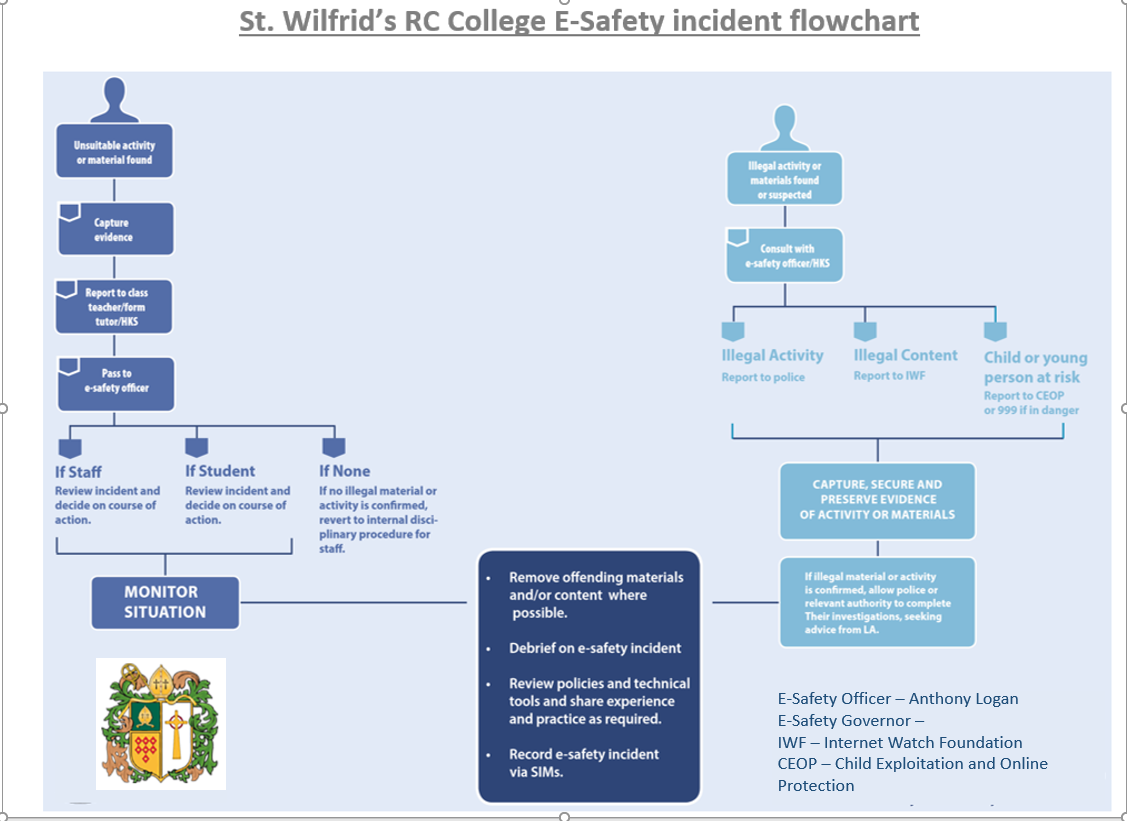 St. Wilfrid's RC College E-Safety incident flowchart
Unsuitable activity
or material found
Capture
evidence
Report to class
teacher/form
tutor/HKS
Pass to
e-safety officer
If Staff
Review incident and
decide on course of
action.
If Student
Review incident and
decide on course of
action.
If None
If no illegal material or
activity is confirmed,
revert to internal disci-
plinary procedure for
staff.
MONITOR
SITUATION
Illegal activity or
materials found
or suspected
Consult with
e-safety officer/HKS
Illegal Activity
Report to police
Illegal Content
Report to IWF
Child or young
person at risk
Report to CEOP
or 999 if in danger
CAPTURE, SECURE AND
PRESERVE EVIDENCE
OF ACTIVITY OR MATERIALS
If illegal material or activity
is confirmed, allow police or
relevant authority to complete
Their investigations, seeking
advice from LA.
• Remove offending materials
and/or content where
possible.
• Debrief on e-safety incident
• Review policies and technical
tools and share experience
and practice as required.
• Record e-safety incident
via SIMs.
E-Safety Officer – Anthony Logan
E-Safety Governor –
IWF – Internet Watch Foundation
CEOP – Child Exploitation and Online
Protection